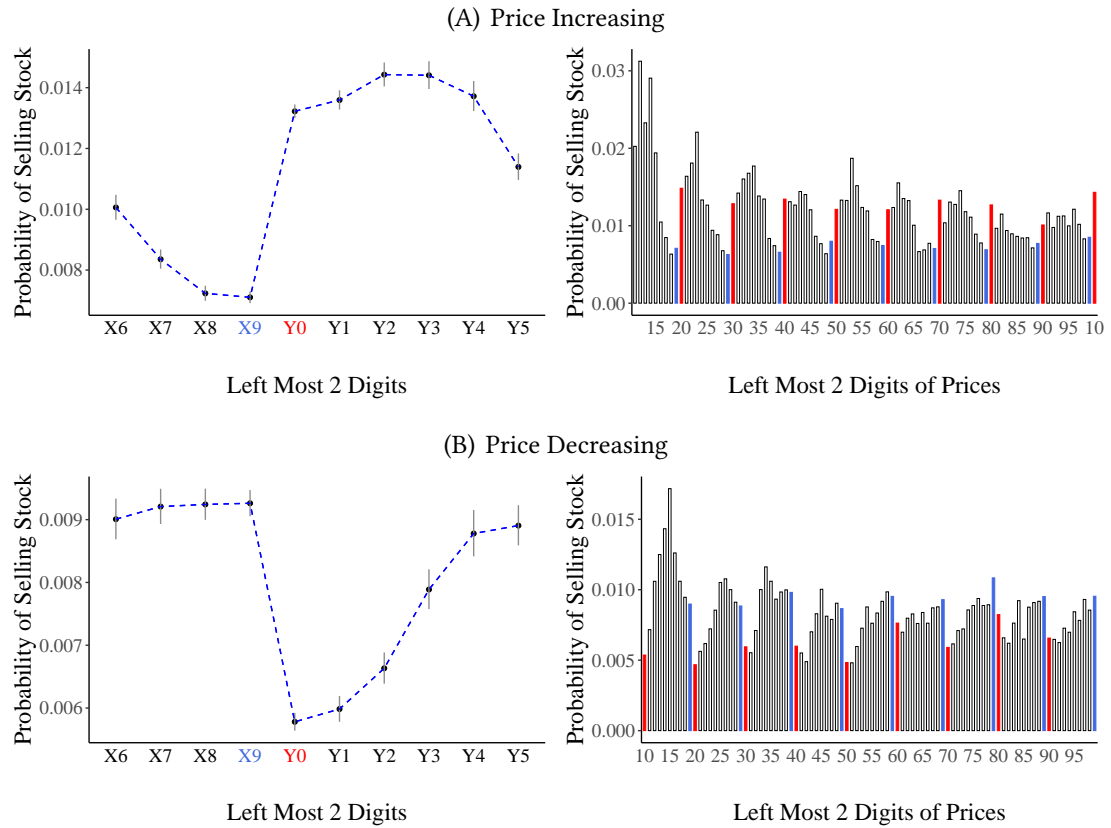 (A) Price Increasing
Probability of Selling Stock
0.014
0.012
0.010
0.008
X6 X7 X8 X9 Y0 Y1 Y2 Y3 Y4 Y5
Left Most 2 Digits
Probability of Selling Stock
0.03
0.02
0.01
0.00
15 20 25 30 35 40 45 50 55 60 65 70 75 80 85 90 95 10
Left Most 2 Digits of Prices
(B) Price Decreasing
Probability of Selling Stock
0.009
0.008
0.007
0.006
X6 X7 X8 X9 Y0 Y1 Y2 Y3 Y4 Y5
Left Most 2 Digits
Probability of Selling Stock
0.015
0.010
0.005
0.000
10 15 20 25 30 35 40 45 50 55 60 65 70 75 80 85 90 95
Left Most 2 Digits of Prices